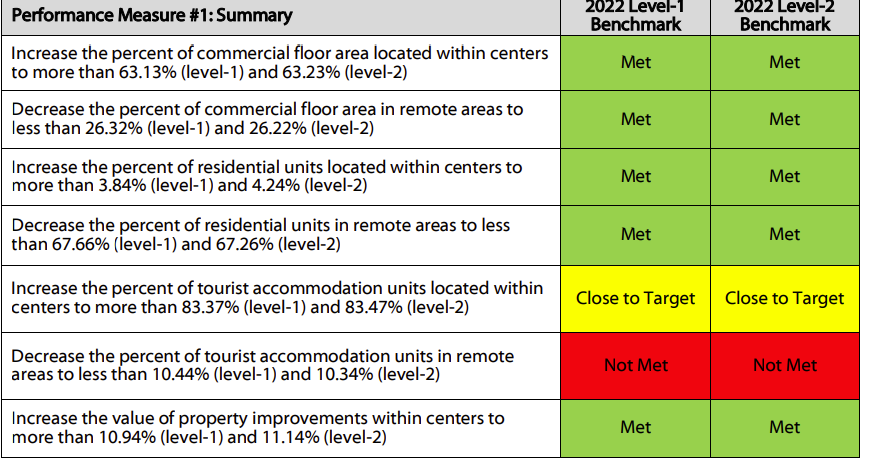 Performance Measure #1: Summary
2022 Level-1
Benchmark
2022 Level-2
Benchmark
Increase the percent of commercial floor area located within centers
to more than 63.13% (level-1) and 63.23% (level-2)
Met
Met
Decrease the percent of commercial floor area in remote areas to
less than 26.32% (level-1) and 26.22% (level-2)
Met
Met
Increase the percent of residential units located within centers to
more than 3.84% (level-1) and 4.24% (level-2)
Met
Met
Decrease the percent of residential units in remote areas to less
than 67.66% (level-1) and 67.26% (level-2)
Met
Met
Increase the percent of tourist accommodation units located within
centers to more than 83.37% (level-1) and 83.47% (level-2)
Close to Target
Close to Target
Decrease the percent of tourist accommodation units in remote
areas to less than 10.44% (level-1) and 10.34% (level-2)
Not Met
Not Met
Increase the value of property improvements within centers to
more than 10.94% (level-1) and 11.14% (level-2)
Met
Met